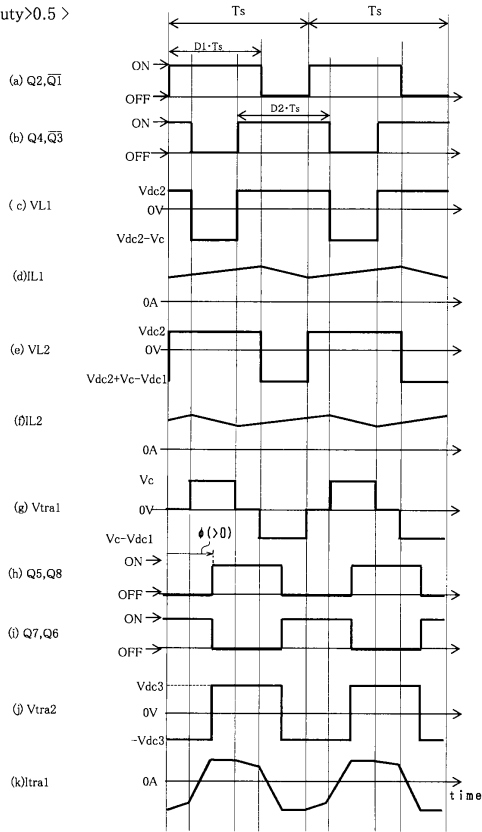 uty>0.5 >
Ts Ts
D1·Ts
(a) Q2,Q̅1̅
ON
OFF
D2·Ts
(b) Q4,Q̅3̅
ON
OFF
(c) VL1
Vdc2
0V
Vdc2-Vc
(d)IL1
0A
(e) VL2
Vdc2
0V
Vdc2+Vc-Vdc1
(f)IL2
0A
(g) Vtra1
Vc
0V
Vc-Vdc1
ϕ(>0)
(h) Q5,Q8
ON
OFF
(i) Q7,Q6
ON
OFF
(j) Vtra2
Vdc3
0V
-Vdc3
(k)Itra1
0A
time